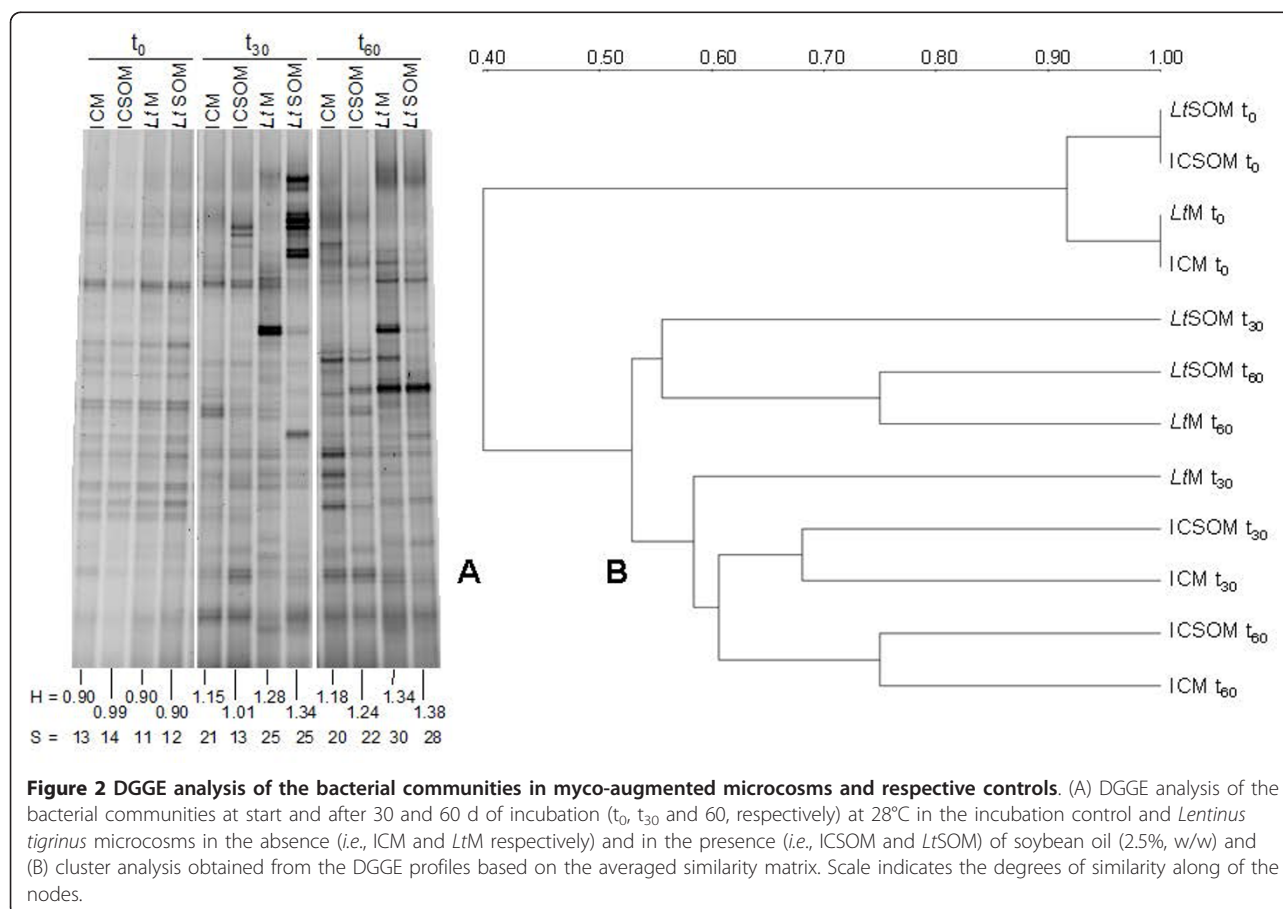 t₀ t₃₀ t₆₀
ICM ICSOM LtM LtSOM ICM ICSOM LtM LtSOM ICM ICSOM LtM LtSOM
H = 0.90 0.99 0.90 0.90 1.15 1.01 1.28 1.34 1.18 1.24 1.34 1.38
S = 13 14 11 12 21 13 25 25 20 22 30 28
A
0.40 0.50 0.60 0.70 0.80 0.90 1.00
LtSOM t₀
ICSOM t₀
LtM t₀
ICM t₀
LtSOM t₃₀
LtSOM t₆₀
LtM t₆₀
LtM t₃₀
ICSOM t₃₀
ICM t₃₀
ICSOM t₆₀
ICM t₆₀
B
Figure 2 DGGE analysis of the bacterial communities in myco-augmented microcosms and respective controls. (A) DGGE analysis of the
bacterial communities at start and after 30 and 60 d of incubation (t₀, t₃₀ and 60, respectively) at 28°C in the incubation control and Lentinus
tigrinus microcosms in the absence (i.e., ICM and LtM respectively) and in the presence (i.e., ICSOM and LtSOM) of soybean oil (2.5%, w/w) and
(B) cluster analysis obtained from the DGGE profiles based on the averaged similarity matrix. Scale indicates the degrees of similarity along of the
nodes.